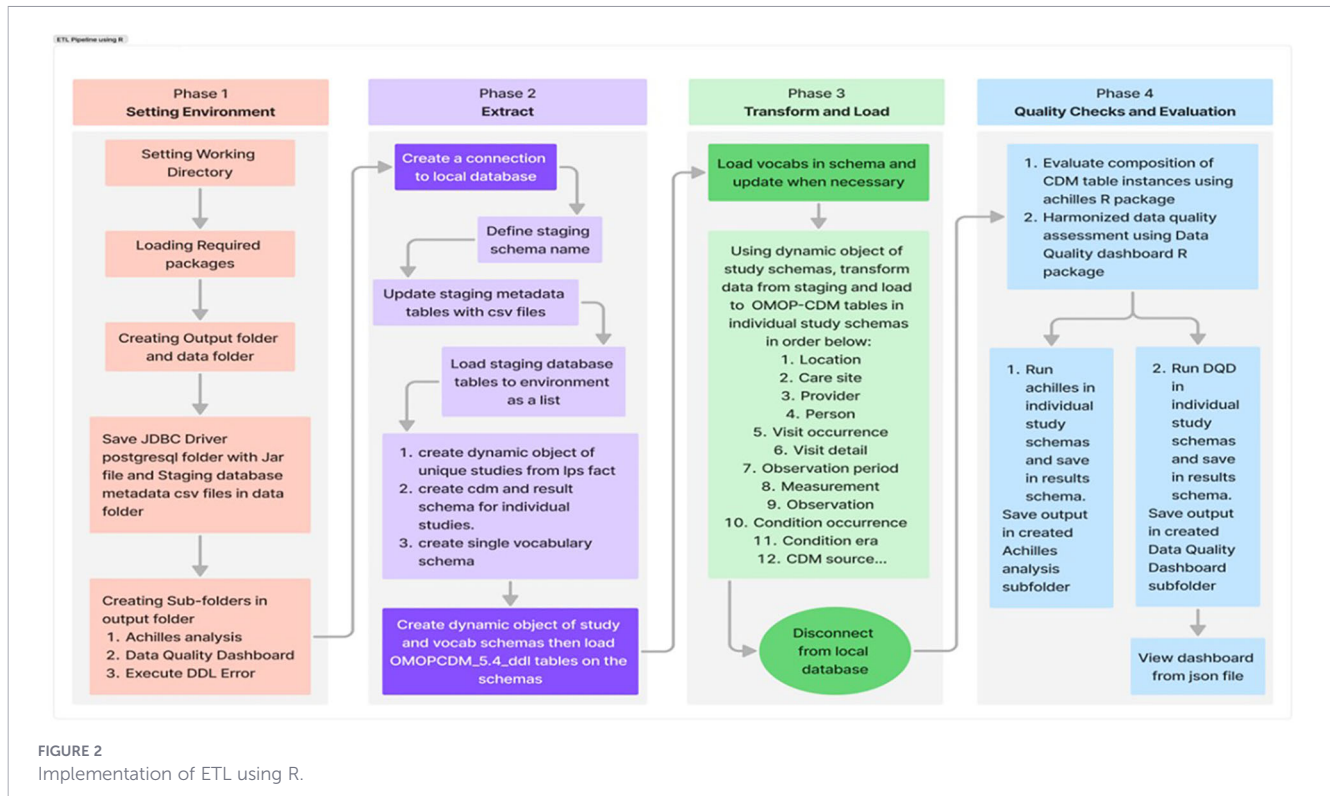 ETL Pipeline using R
Phase 1
Setting Environment
Setting Working
Directory
Loading Required
packages
Creating Output folder
and data folder
Save JDBC Driver
postgresql folder with Jar
file and Staging database
metadata csv files in data
folder
Creating Sub-folders in
output folder
1. Achilles analysis
2. Data Quality Dashboard
3. Execute DDL Error
Phase 2
Extract
Create a connection
to local database
Define staging
schema name
Update staging metadata
tables with csv files
Load staging database
tables to environment
as a list
1. create dynamic object of
unique studies from lps fact
2. create cdm and result
schema for individual
studies.
3. create single vocabulary
schema
Create dynamic object of study
and vocab schemas then load
OMOPCDM_5.4_ddl tables on the
schemas
Phase 3
Transform and Load
Load vocabs in schema and
update when necessary
Using dynamic object of
study schemas, transform
data from staging and load
to OMOP-CDM tables in
individual study schemas
in order below:
1. Location
2. Care site
3. Provider
4. Person
5. Visit occurrence
6. Visit detail
7. Observation period
8. Measurement
9. Observation
10. Condition occurrence
11. Condition era
12. CDM source...
Disconnect
from local
database
Phase 4
Quality Checks and Evaluation
1. Evaluate composition of
CDM table instances using
achilles R package
2. Harmonized data quality
assessment using Data
Quality dashboard R
package
1. Run
achilles in
individual
study
schemas
and save
in results
schema.
Save output
in created
Achilles
analysis
subfolder
2. Run DQD
in
individual
study
schemas
and save
in results
schema.
Save output
in created
Data Quality
Dashboard
subfolder
View dashboard
from json file
FIGURE 2
Implementation of ETL using R.